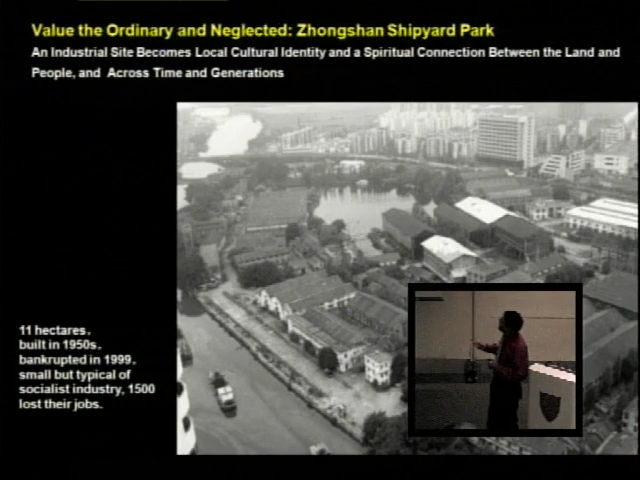 Value the Ordinary and Neglected: Zhongshan Shipyard Park
An Industrial Site Becomes Local Cultural Identity and a Spiritual Connection Between the Land and
People, and Across Time and Generations
11 hectares,
built in 1950s,
bankrupted in 1999,
small but typical of
socialist industry, 1500
lost their jobs.